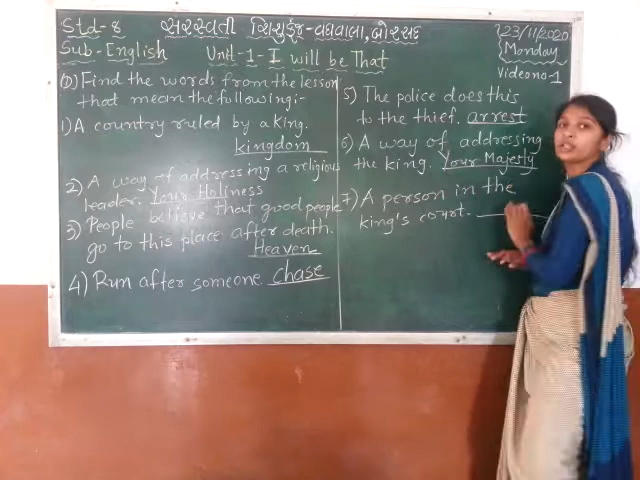 Std-8 સરસ્વતી શિશુકુંજ-વઘવાલા, બોરસદ
Sub-English Unit-1-I will be That
23/11/2020
Monday
Video no-1
(D) Find the words from the lesson
that mean the following:-
1) A country ruled by a king.
kingdom
2) A way of addressing a religious
leader. Your Holiness
3) People believe that good people
go to this place after death.
Heaven
4) Run after someone chase
5) The police does this
to the thief. arrest
6) A way of addressing
the king. Your Majesty
7) A person in the
king's court.